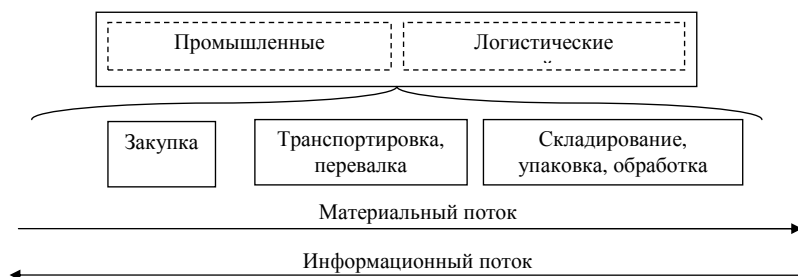 Промышленные
Логистические
Закупка
Транспортировка,
перевалка
Складирование,
упаковка, обработка
Материальный поток
Информационный поток